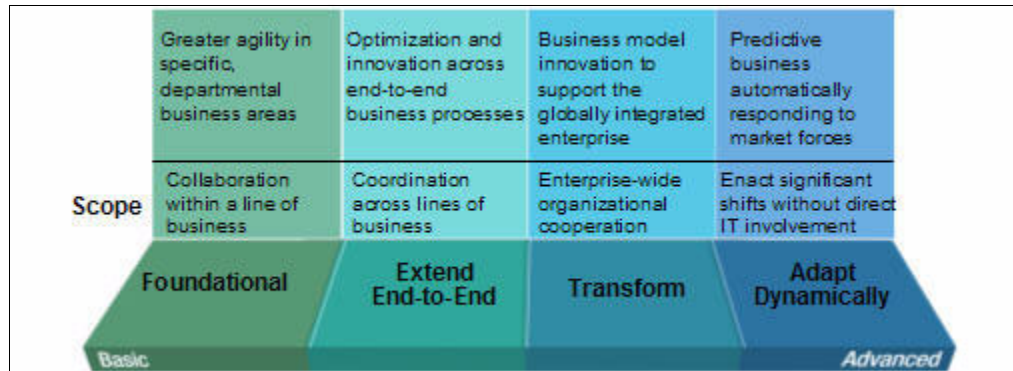 Greater agility in
specific,
departmental
business areas
Optimization and
innovation across
end-to-end
business processes
Business model
innovation to
support the
globally integrated
enterprise
Predictive
business
automatically
responding to
market forces
Scope
Collaboration
within a line of
business
Coordination
across lines of
business
Enterprise-wide
organizational
cooperation
Enact significant
shifts without direct
IT involvement
Foundational
Extend
End-to-End
Transform
Adapt
Dynamically
Basic
Advanced